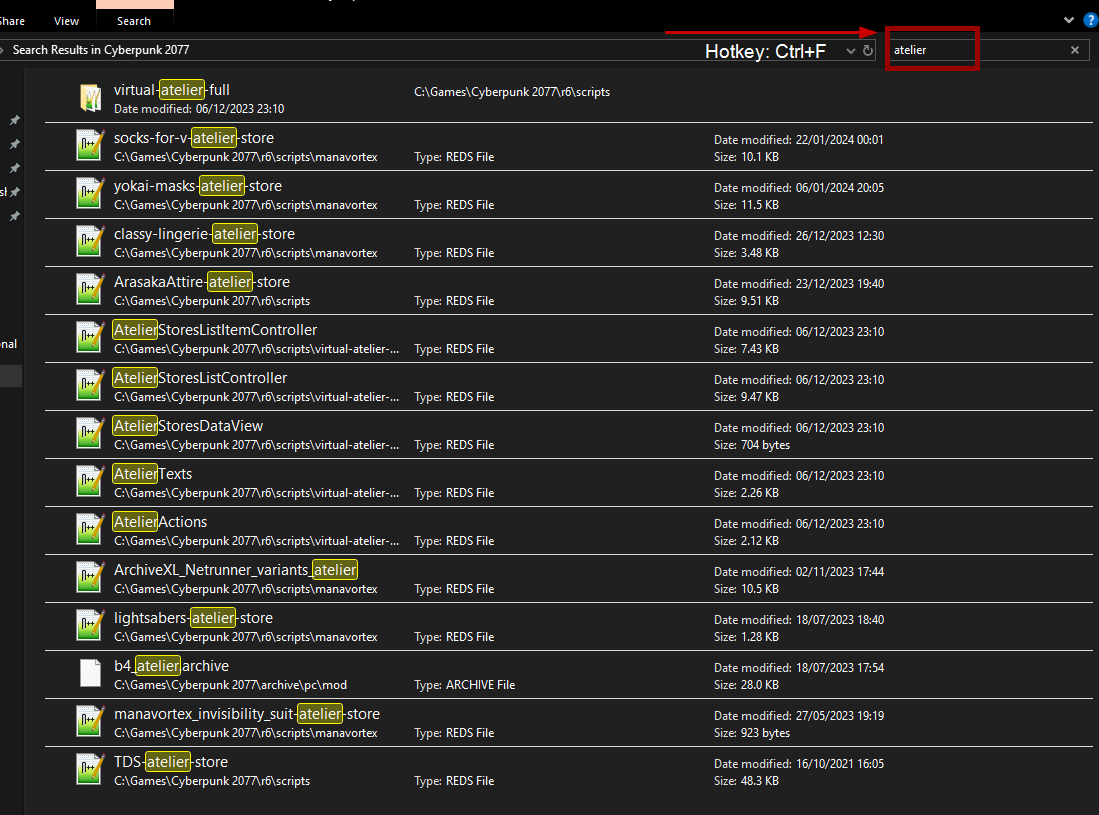 Share View Search
Search Results in Cyberpunk 2077 Hotkey: Ctrl+F atelier
virtual-atelier-full C:\Games\Cyberpunk 2077\r6\scripts
Date modified: 06/12/2023 23:10
socks-for-v-atelier-store Date modified: 22/01/2024 00:01
C:\Games\Cyberpunk 2077\r6\scripts\manavortex Type: REDS File Size: 10.1 KB
yokai-masks-atelier-store Date modified: 06/01/2024 20:05
C:\Games\Cyberpunk 2077\r6\scripts\manavortex Type: REDS File Size: 11.5 KB
classy-lingerie-atelier-store Date modified: 26/12/2023 12:30
C:\Games\Cyberpunk 2077\r6\scripts\manavortex Type: REDS File Size: 3.48 KB
ArasakaAttire-atelier-store Date modified: 23/12/2023 19:40
C:\Games\Cyberpunk 2077\r6\scripts Type: REDS File Size: 9.51 KB
AtelierStoresListItemController Date modified: 06/12/2023 23:10
C:\Games\Cyberpunk 2077\r6\scripts\virtual-atelier-... Type: REDS File Size: 7.43 KB
onal
AtelierStoresListController Date modified: 06/12/2023 23:10
C:\Games\Cyberpunk 2077\r6\scripts\virtual-atelier-... Type: REDS File Size: 9.47 KB
AtelierStoresDataView Date modified: 06/12/2023 23:10
C:\Games\Cyberpunk 2077\r6\scripts\virtual-atelier-... Type: REDS File Size: 704 bytes
AtelierTexts Date modified: 06/12/2023 23:10
C:\Games\Cyberpunk 2077\r6\scripts\virtual-atelier-... Type: REDS File Size: 2.26 KB
AtelierActions Date modified: 06/12/2023 23:10
C:\Games\Cyberpunk 2077\r6\scripts\virtual-atelier-... Type: REDS File Size: 2.12 KB
ArchiveXL_Netrunner_variants_atelier Date modified: 02/11/2023 17:44
C:\Games\Cyberpunk 2077\r6\scripts\manavortex Type: REDS File Size: 10.5 KB
lightsabers-atelier-store Date modified: 18/07/2023 18:40
C:\Games\Cyberpunk 2077\r6\scripts\manavortex Type: REDS File Size: 1.28 KB
b4_atelier.archive Date modified: 18/07/2023 17:54
C:\Games\Cyberpunk 2077\archive\pc\mod Type: ARCHIVE File Size: 28.0 KB
manavortex_invisibility_suit-atelier-store Date modified: 27/05/2023 19:19
C:\Games\Cyberpunk 2077\r6\scripts\manavortex Type: REDS File Size: 923 bytes
TDS-atelier-store Date modified: 16/10/2021 16:05
C:\Games\Cyberpunk 2077\r6\scripts Type: REDS File Size: 48.3 KB